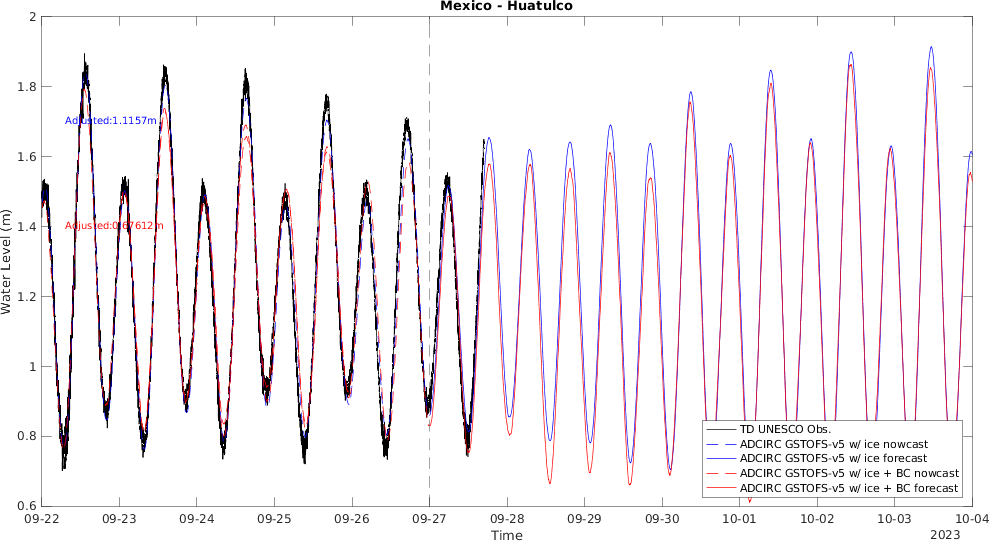 Mexico - Huatulco
2
1.8
1.6
1.4
1.2
1
0.8
0.6
Water Level (m)
Adjusted:1.1157m
Adjusted:0.67612m
TD UNESCO Obs.
ADCIRC GSTOFS-v5 w/ ice nowcast
ADCIRC GSTOFS-v5 w/ ice forecast
ADCIRC GSTOFS-v5 w/ ice + BC nowcast
ADCIRC GSTOFS-v5 w/ ice + BC forecast
09-22 09-23 09-24 09-25 09-26 09-27 09-28 09-29 09-30 10-01 10-02 10-03 10-04
Time
2023